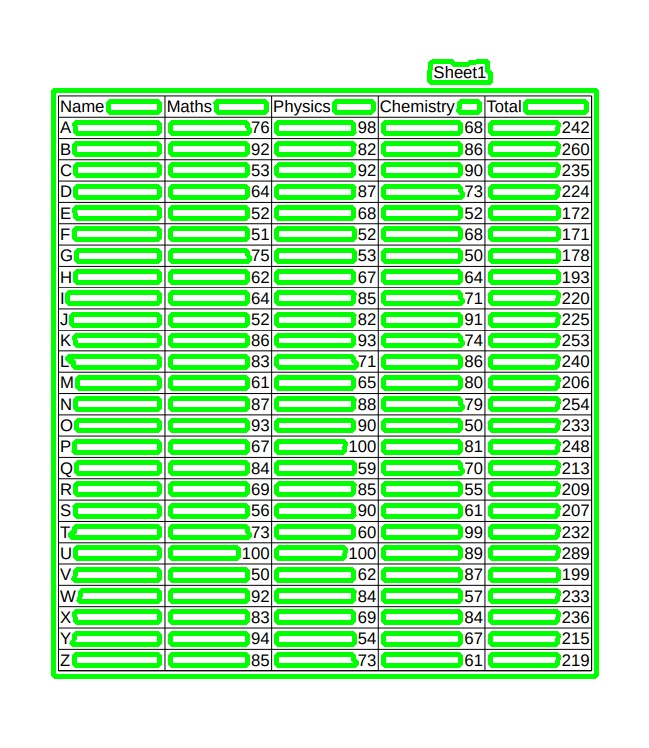 Sheet1
Name Maths Physics Chemistry Total
A 76 98 68 242
B 92 82 86 260
C 53 92 90 235
D 64 87 73 224
E 52 68 52 172
F 51 52 68 171
G 75 53 50 178
H 62 67 64 193
I 64 85 71 220
J 52 82 91 225
K 86 93 74 253
L 83 71 86 240
M 61 65 80 206
N 87 88 79 254
O 93 90 50 233
P 67 100 81 248
Q 84 59 70 213
R 69 85 55 209
S 56 90 61 207
T 73 60 99 232
U 100 100 89 289
V 50 62 87 199
W 92 84 57 233
X 83 69 84 236
Y 94 54 67 215
Z 85 73 61 219